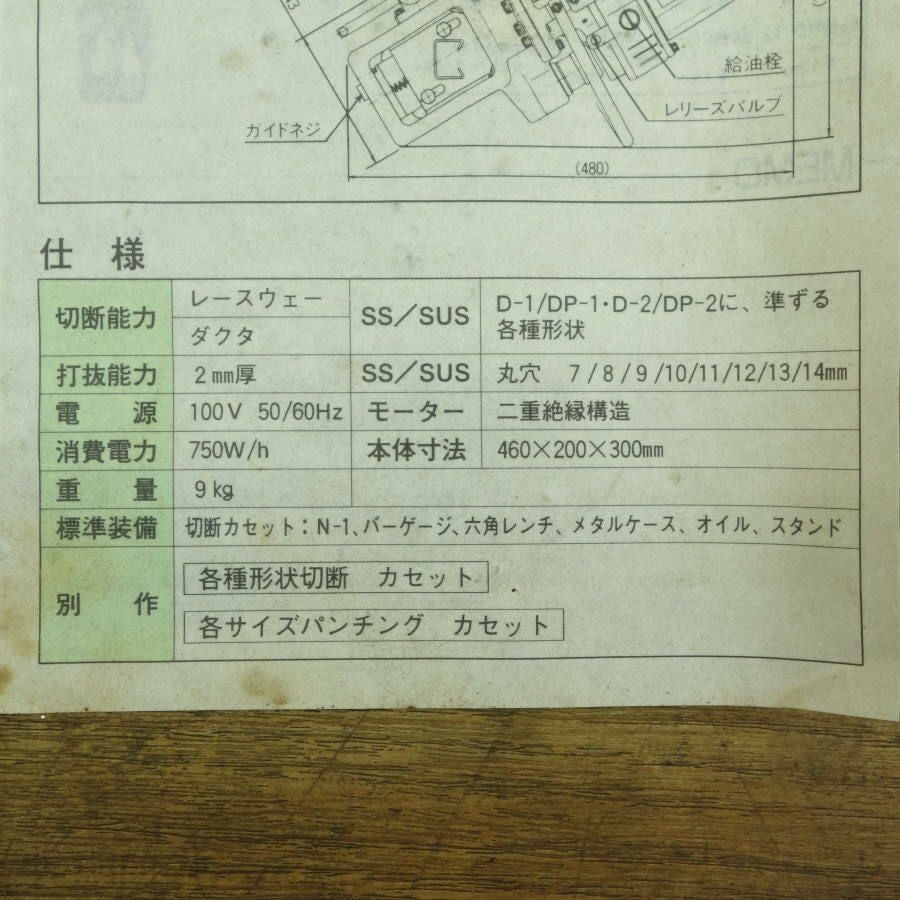 給油栓
レリーズバルブ
ガイドネジ
(480)
MEMO
仕 様
切断能力 レースウェー SS/SUS D-1/DP-1・D-2/DP-2に、準ずる
ダクタ 各種形状
打抜能力 2mm厚 SS/SUS 丸穴 7/8/9/10/11/12/13/14mm
電 源 100V 50/60Hz モーター 二重絶縁構造
消費電力 750W/h 本体寸法 460×200×300mm
重 量 9kg
標準装備 切断カセット:N-1、バーゲージ、六角レンチ、メタルケース、オイル、スタンド
別 作 各種形状切断 カセット
各サイズパンチング カセット